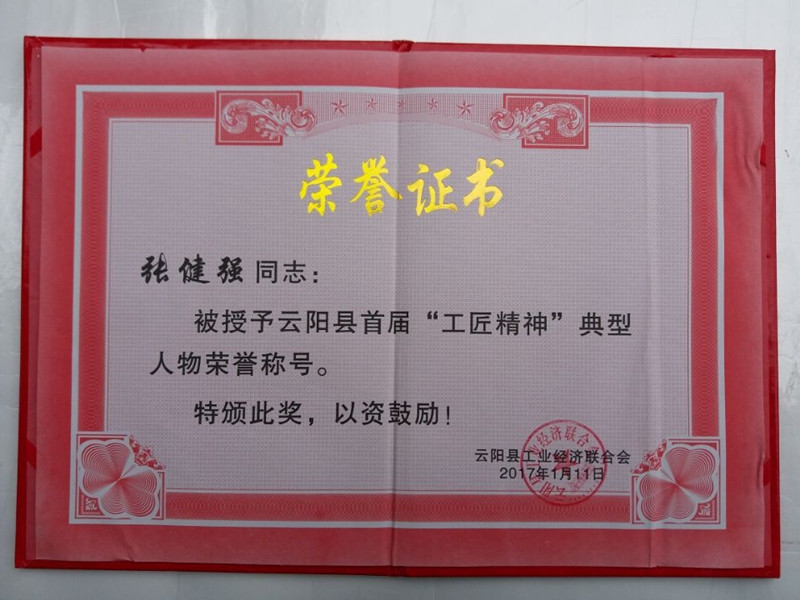 荣誉证书
张健强同志：
被授予云阳县首届“工匠精神”典型
人物荣誉称号。
特颁此奖，以资鼓励！
云阳县工业经济联合会
2017年1月11日